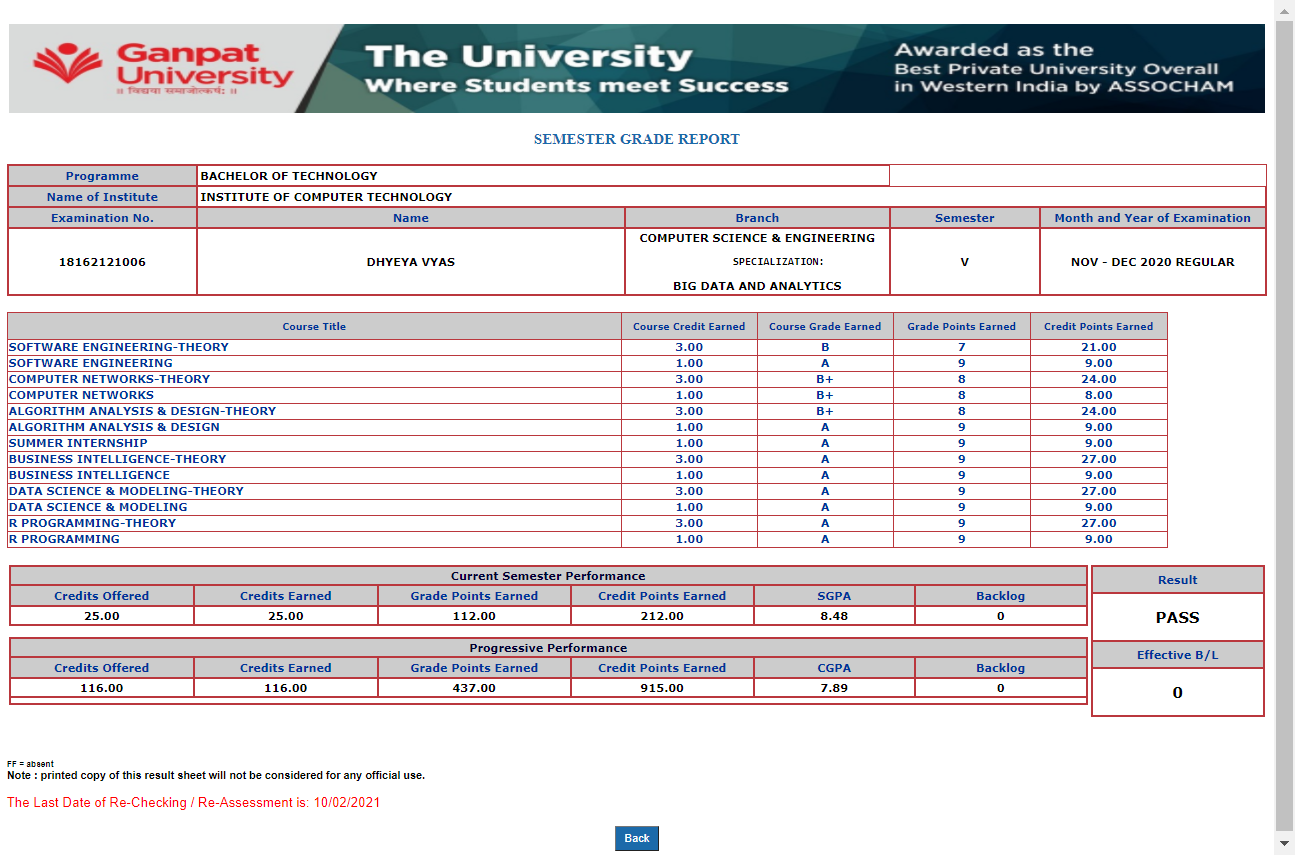 Ganpat
University
॥ विद्यया समाजोत्कर्ष: ॥
The University
Where Students meet Success
Awarded as the
Best Private University Overall
in Western India by ASSOCHAM
SEMESTER GRADE REPORT
Programme BACHELOR OF TECHNOLOGY
Name of Institute INSTITUTE OF COMPUTER TECHNOLOGY
Examination No. Name Branch Semester Month and Year of Examination
18162121006 DHYEYA VYAS COMPUTER SCIENCE & ENGINEERING
SPECIALIZATION:
BIG DATA AND ANALYTICS V NOV - DEC 2020 REGULAR
Course Title Course Credit Earned Course Grade Earned Grade Points Earned Credit Points Earned
SOFTWARE ENGINEERING-THEORY 3.00 B 7 21.00
SOFTWARE ENGINEERING 1.00 A 9 9.00
COMPUTER NETWORKS-THEORY 3.00 B+ 8 24.00
COMPUTER NETWORKS 1.00 B+ 8 8.00
ALGORITHM ANALYSIS & DESIGN-THEORY 3.00 B+ 8 24.00
ALGORITHM ANALYSIS & DESIGN 1.00 A 9 9.00
SUMMER INTERNSHIP 1.00 A 9 9.00
BUSINESS INTELLIGENCE-THEORY 3.00 A 9 27.00
BUSINESS INTELLIGENCE 1.00 A 9 9.00
DATA SCIENCE & MODELING-THEORY 3.00 A 9 27.00
DATA SCIENCE & MODELING 1.00 A 9 9.00
R PROGRAMMING-THEORY 3.00 A 9 27.00
R PROGRAMMING 1.00 A 9 9.00
Current Semester Performance
Credits Offered Credits Earned Grade Points Earned Credit Points Earned SGPA Backlog
25.00 25.00 112.00 212.00 8.48 0
Progressive Performance
Credits Offered Credits Earned Grade Points Earned Credit Points Earned CGPA Backlog
116.00 116.00 437.00 915.00 7.89 0
Result
PASS
Effective B/L
0
FF = absent
Note : printed copy of this result sheet will not be considered for any official use.
The Last Date of Re-Checking / Re-Assessment is: 10/02/2021
Back